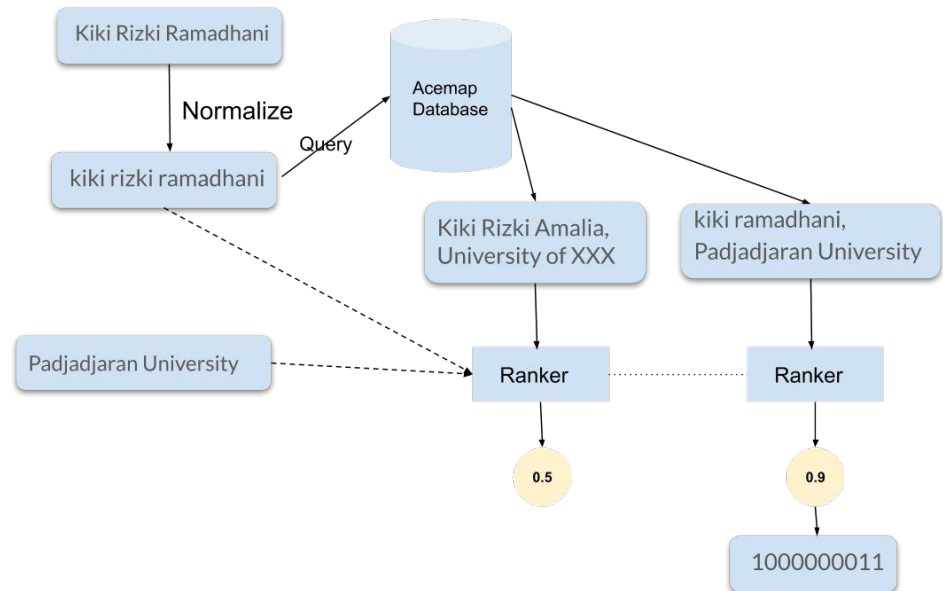 Kiki Rizki Ramadhani
Normalize
Acemap
Database
Query
kiki rizki ramadhani
Kiki Rizki Amalia,
University of XXX
kiki ramadhani,
Padjadjaran University
Padjadjaran University
Ranker
Ranker
0.5
0.9
1000000011